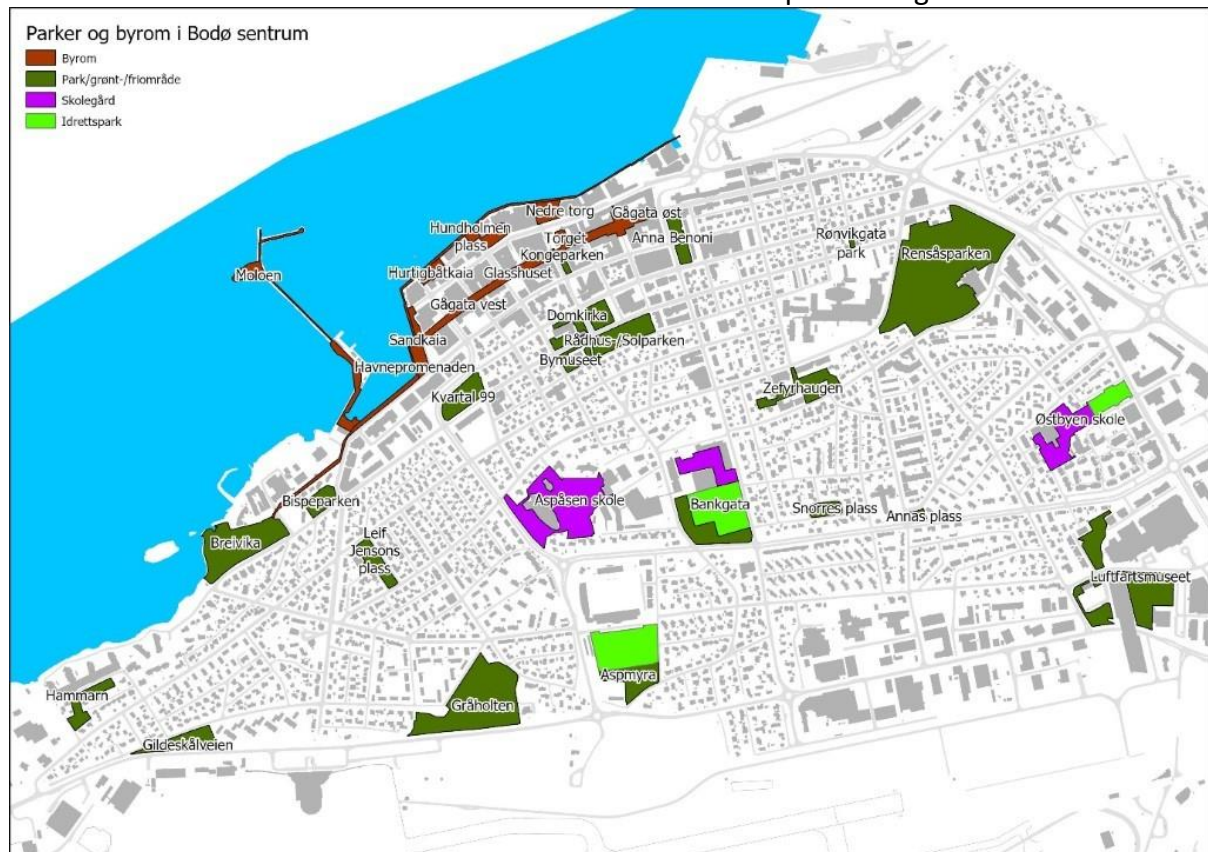 Parker og byrom i Bodø sentrum
Byrom
Park/grønt-/friområde
Skolegård
Idrettspark
Nedre torg
Gågata øst
Hundholmen
plass
Torget
Anna Benoni
Rønvikgata
park
Kongeparken
Rensåsparken
Moloen
Hurtigbåtkaia
Glasshuset
Gågata vest
Domkirka
Sandkaia
Rådhus-/Solparken
Bymuseet
Havnepromenaden
Kvartal 99
Zefyrhaugen
Østbyen skole
Bispeparken
Aspåsen skole
Bankgata
Snorres plass
Annas plass
Breivika
Leif
Jensons
plass
Luftfartsmuseet
Aspmyra
Hammarn
Gråholten
Gildeskålveien